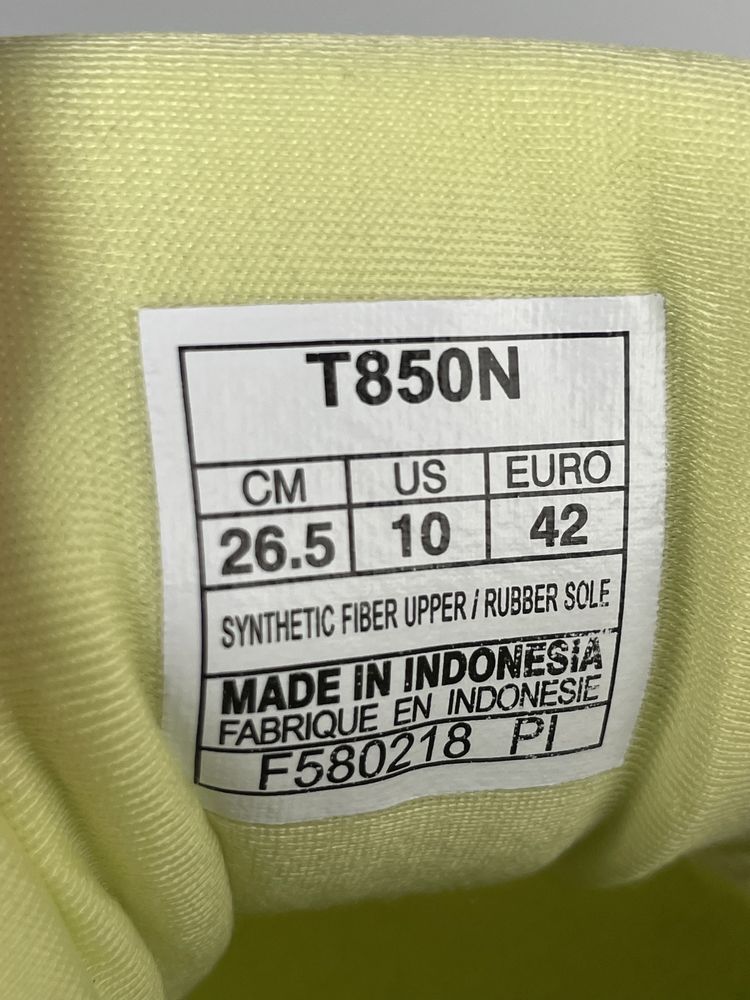 T850N
CM US EURO
26.5 10 42
SYNTHETIC FIBER UPPER / RUBBER SOLE
MADE IN INDONESIA
FABRIQUE EN INDONESIE
F580218 PI